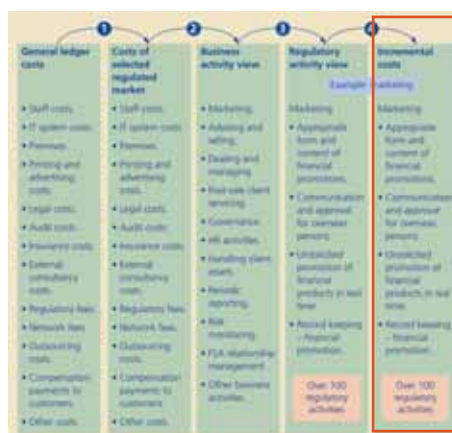 1
2
3
4
General ledger
costs
Costs of
selected
regulated
market
Business
activity view
Regulatory
activity view
Incremental
costs
Example: marketing
• Staff costs.
• IT system costs.
• Premises.
• Printing and
advertising
costs.
• Legal costs.
• Audit costs.
• Insurance costs.
• External
consultancy
costs.
• Regulatory fees.
• Network fees.
• Outsourcing
costs.
• Compensation
payments to
customers.
• Other costs.
• Staff costs.
• IT system costs.
• Premises.
• Printing and
advertising
costs.
• Legal costs.
• Audit costs.
• Insurance costs.
• External
consultancy
costs.
• Regulatory fees.
• Network fees.
• Outsourcing
costs.
• Compensation
payments to
customers.
• Other costs.
• Marketing.
• Advising and
selling.
• Dealing and
managing.
• Post-sale client
servicing.
• Governance.
• HR activities.
• Handling client
assets.
• Periodic
reporting.
• Risk
monitoring.
• FSA relationship
management.
• Other business
activities.
Marketing
• Appropriate
form and
content of
financial
promotions.
• Communication
and approval
for overseas
persons.
• Unsolicited
promotion of
financial
products in real
time.
• Record keeping
- financial
promotion.
Over 100
regulatory
activities
Marketing
• Appropriate
form and
content of
financial
promotions.
• Communication
and approval
for overseas
persons.
• Unsolicited
promotion of
financial
products in real
time.
• Record keeping
- financial
promotion.
Over 100
regulatory
activities